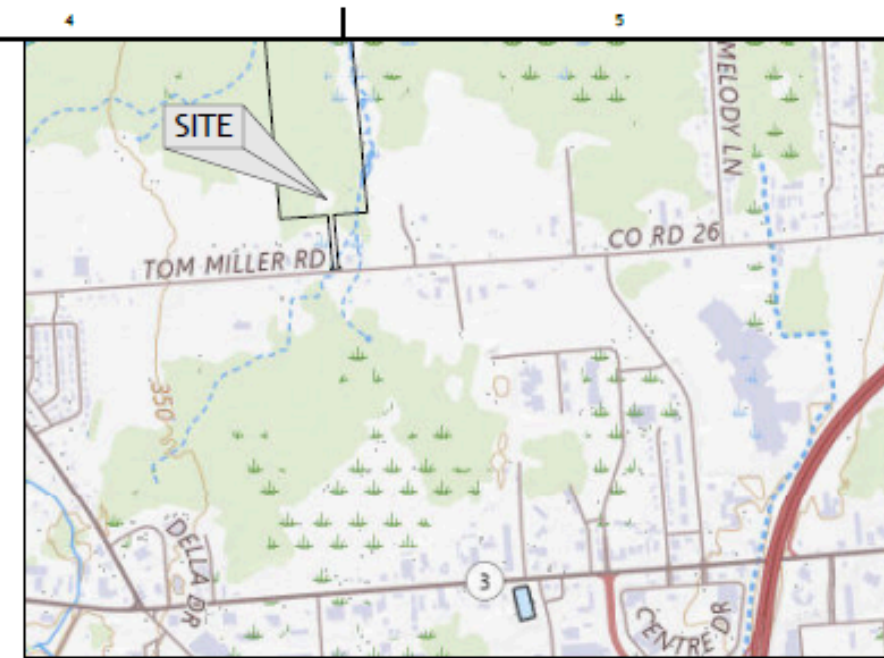 4
5
SITE
MELODY LN
CO RD 26
TOM MILLER RD
350
DELLA DR
3
CENTRE DR